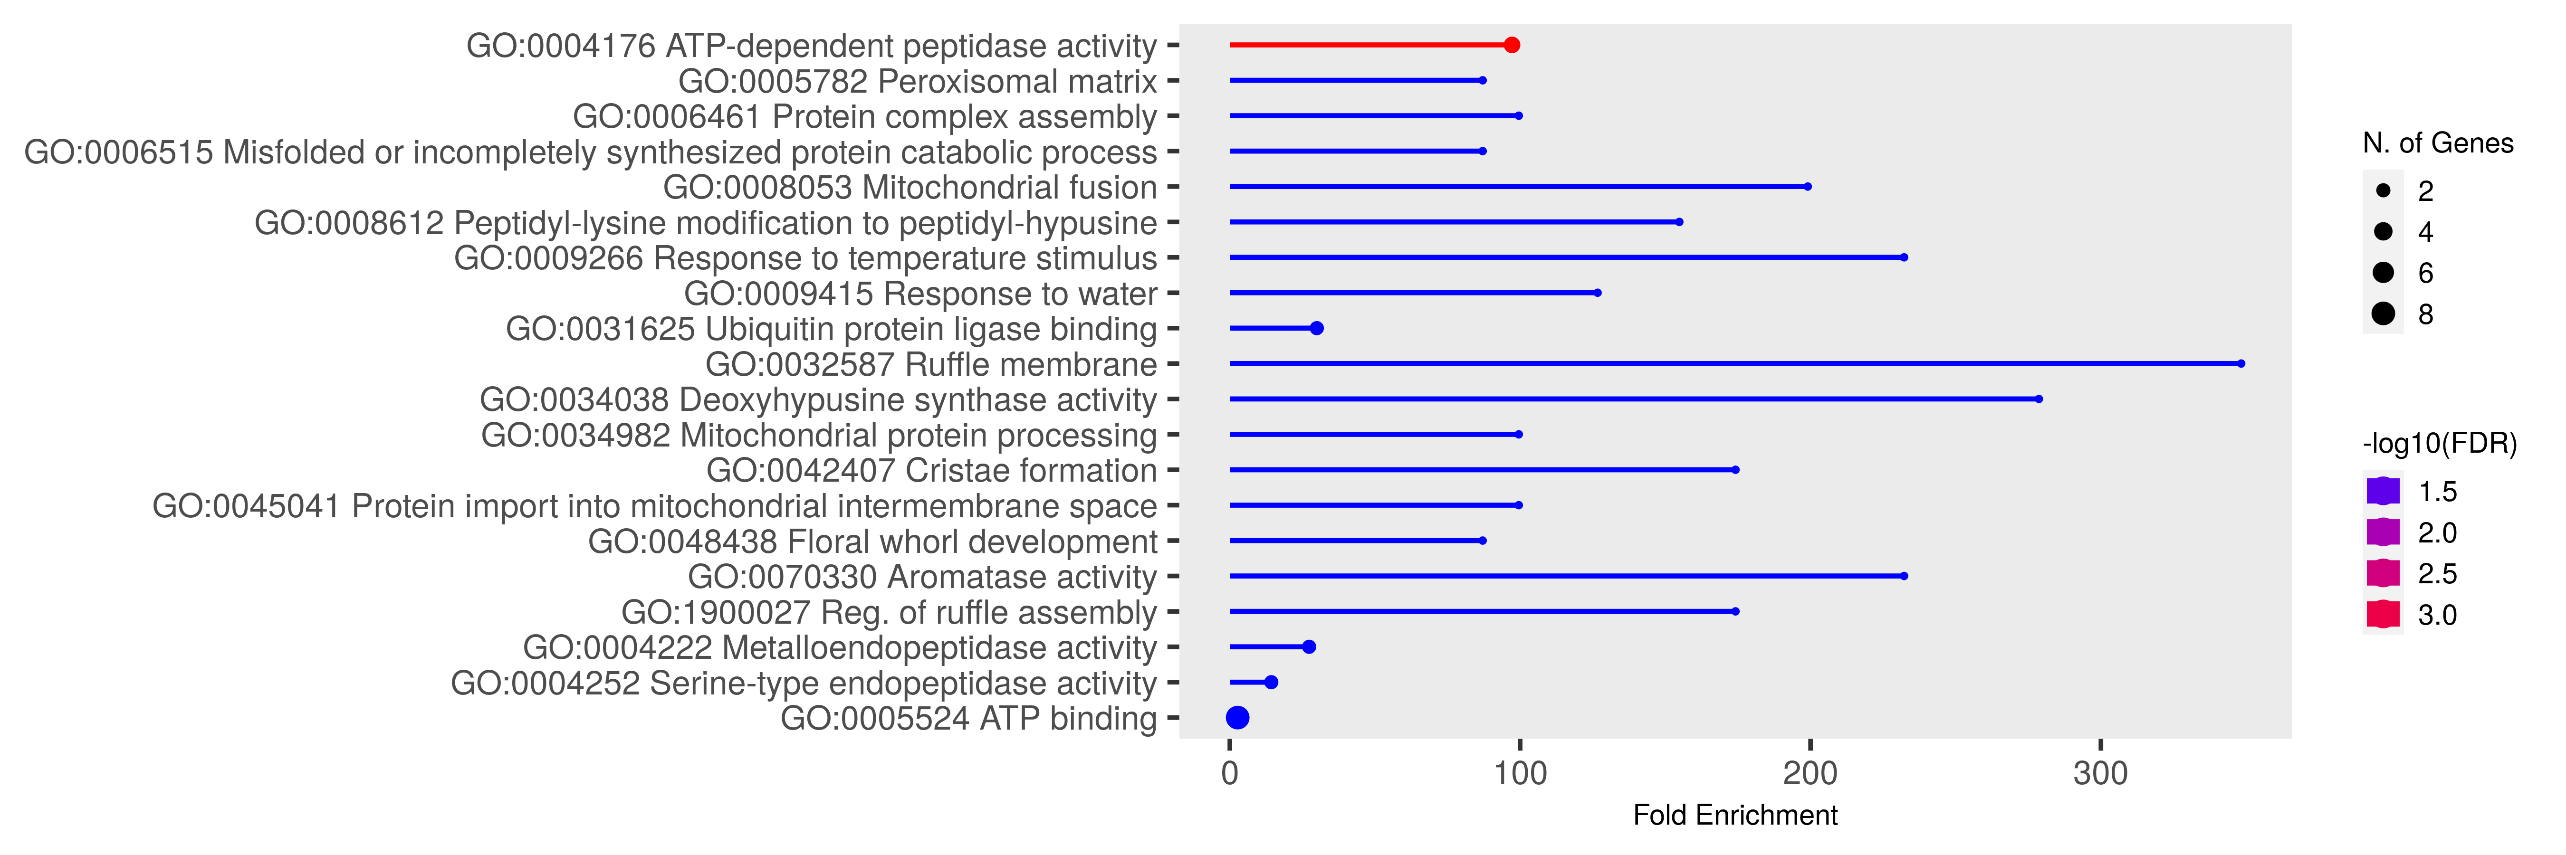 GO:0004176 ATP-dependent peptidase activity
GO:0005782 Peroxisomal matrix
GO:0006461 Protein complex assembly
GO:0006515 Misfolded or incompletely synthesized protein catabolic process
GO:0008053 Mitochondrial fusion
GO:0008612 Peptidyl-lysine modification to peptidyl-hypusine
GO:0009266 Response to temperature stimulus
GO:0009415 Response to water
GO:0031625 Ubiquitin protein ligase binding
GO:0032587 Ruffle membrane
GO:0034038 Deoxyhypusine synthase activity
GO:0034982 Mitochondrial protein processing
GO:0042407 Cristae formation
GO:0045041 Protein import into mitochondrial intermembrane space
GO:0048438 Floral whorl development
GO:0070330 Aromatase activity
GO:1900027 Reg. of ruffle assembly
GO:0004222 Metalloendopeptidase activity
GO:0004252 Serine-type endopeptidase activity
GO:0005524 ATP binding
0 100 200 300
Fold Enrichment
N. of Genes
2
4
6
8
-log10(FDR)
1.5
2.0
2.5
3.0